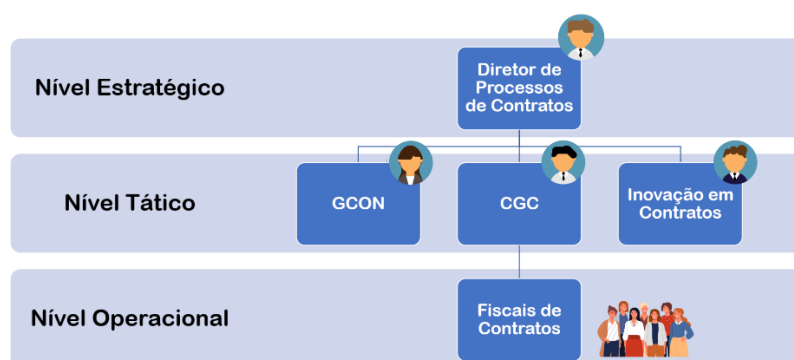 Nível Estratégico
Diretor de
Processos
de Contratos
Nível Tático
GCON
CGC
Inovação em
Contratos
Nível Operacional
Fiscais de
Contratos